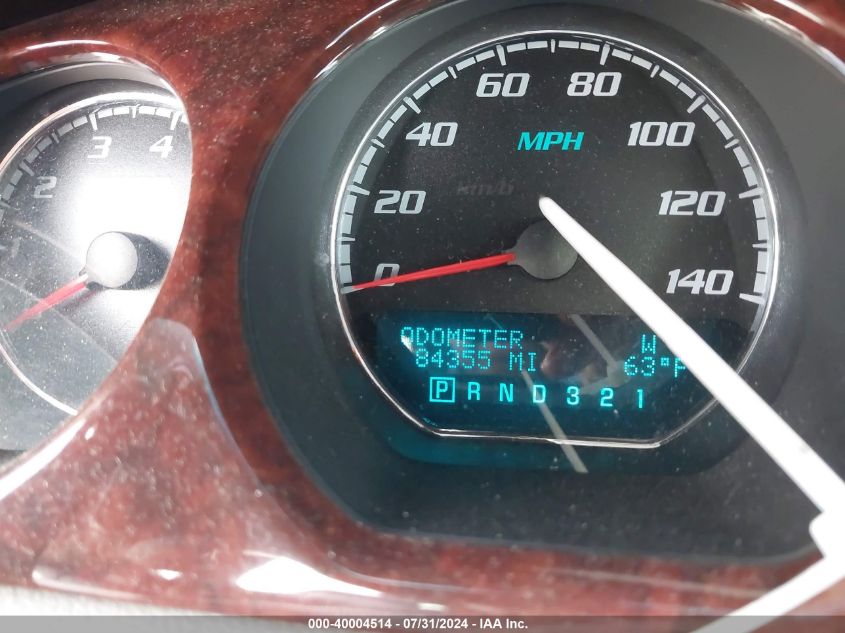 2 3 4
0 20 40 60 80 100 120 140
MPH
km/h
ODOMETER W
84355 MI 63°F
P R N D 3 2 1
000-40004514 - 07/31/2024 - IAA Inc.